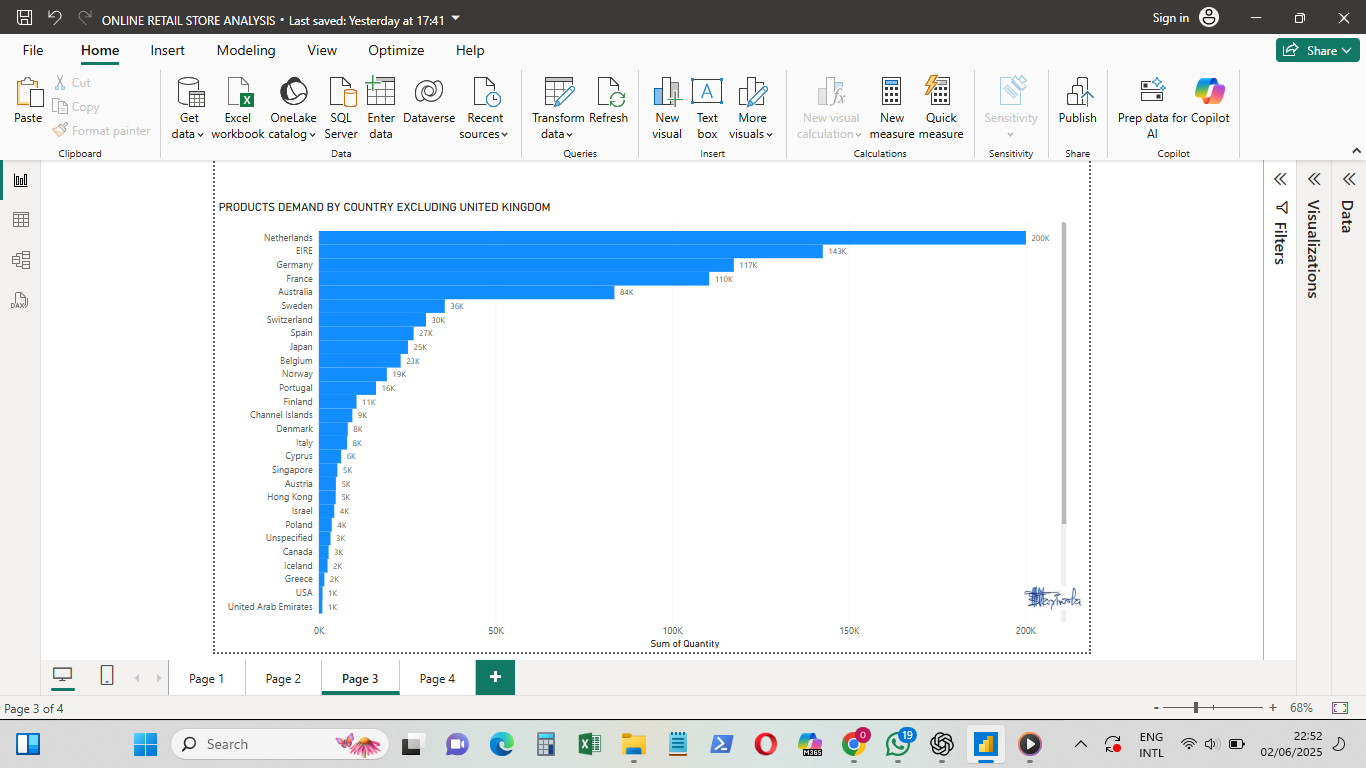 ONLINE RETAIL STORE ANALYSIS • Last saved: Yesterday at 17:41
Sign in
File Home Insert Modeling View Optimize Help
Share
Paste
Cut
Copy
Format painter
Clipboard
Get data
Excel workbook
OneLake catalog
SQL Server
Enter data
Dataverse
Recent sources
Data
Transform data
Refresh
Queries
New visual
Text box
More visuals
Insert
New visual calculation
New measure
Quick measure
Calculations
Sensitivity
Sensitivity
Publish
Share
Prep data for AI
Copilot
Copilot
PRODUCTS DEMAND BY COUNTRY EXCLUDING UNITED KINGDOM
Netherlands 200K
EIRE 143K
Germany 117K
France 110K
Australia 84K
Sweden 36K
Switzerland 30K
Spain 27K
Japan 25K
Belgium 23K
Norway 19K
Portugal 16K
Finland 11K
Channel Islands 9K
Denmark 8K
Italy 8K
Cyprus 6K
Singapore 5K
Austria 5K
Hong Kong 5K
Israel 4K
Poland 4K
Unspecified 3K
Canada 3K
Iceland 2K
Greece 2K
USA 1K
United Arab Emirates 1K
0K 50K 100K 150K 200K
Sum of Quantity
Filters
Visualizations
Data
Page 1 Page 2 Page 3 Page 4 +
Page 3 of 4
- + 68%
Search
M365
0
19
ENG
INTL
22:52
02/06/2025